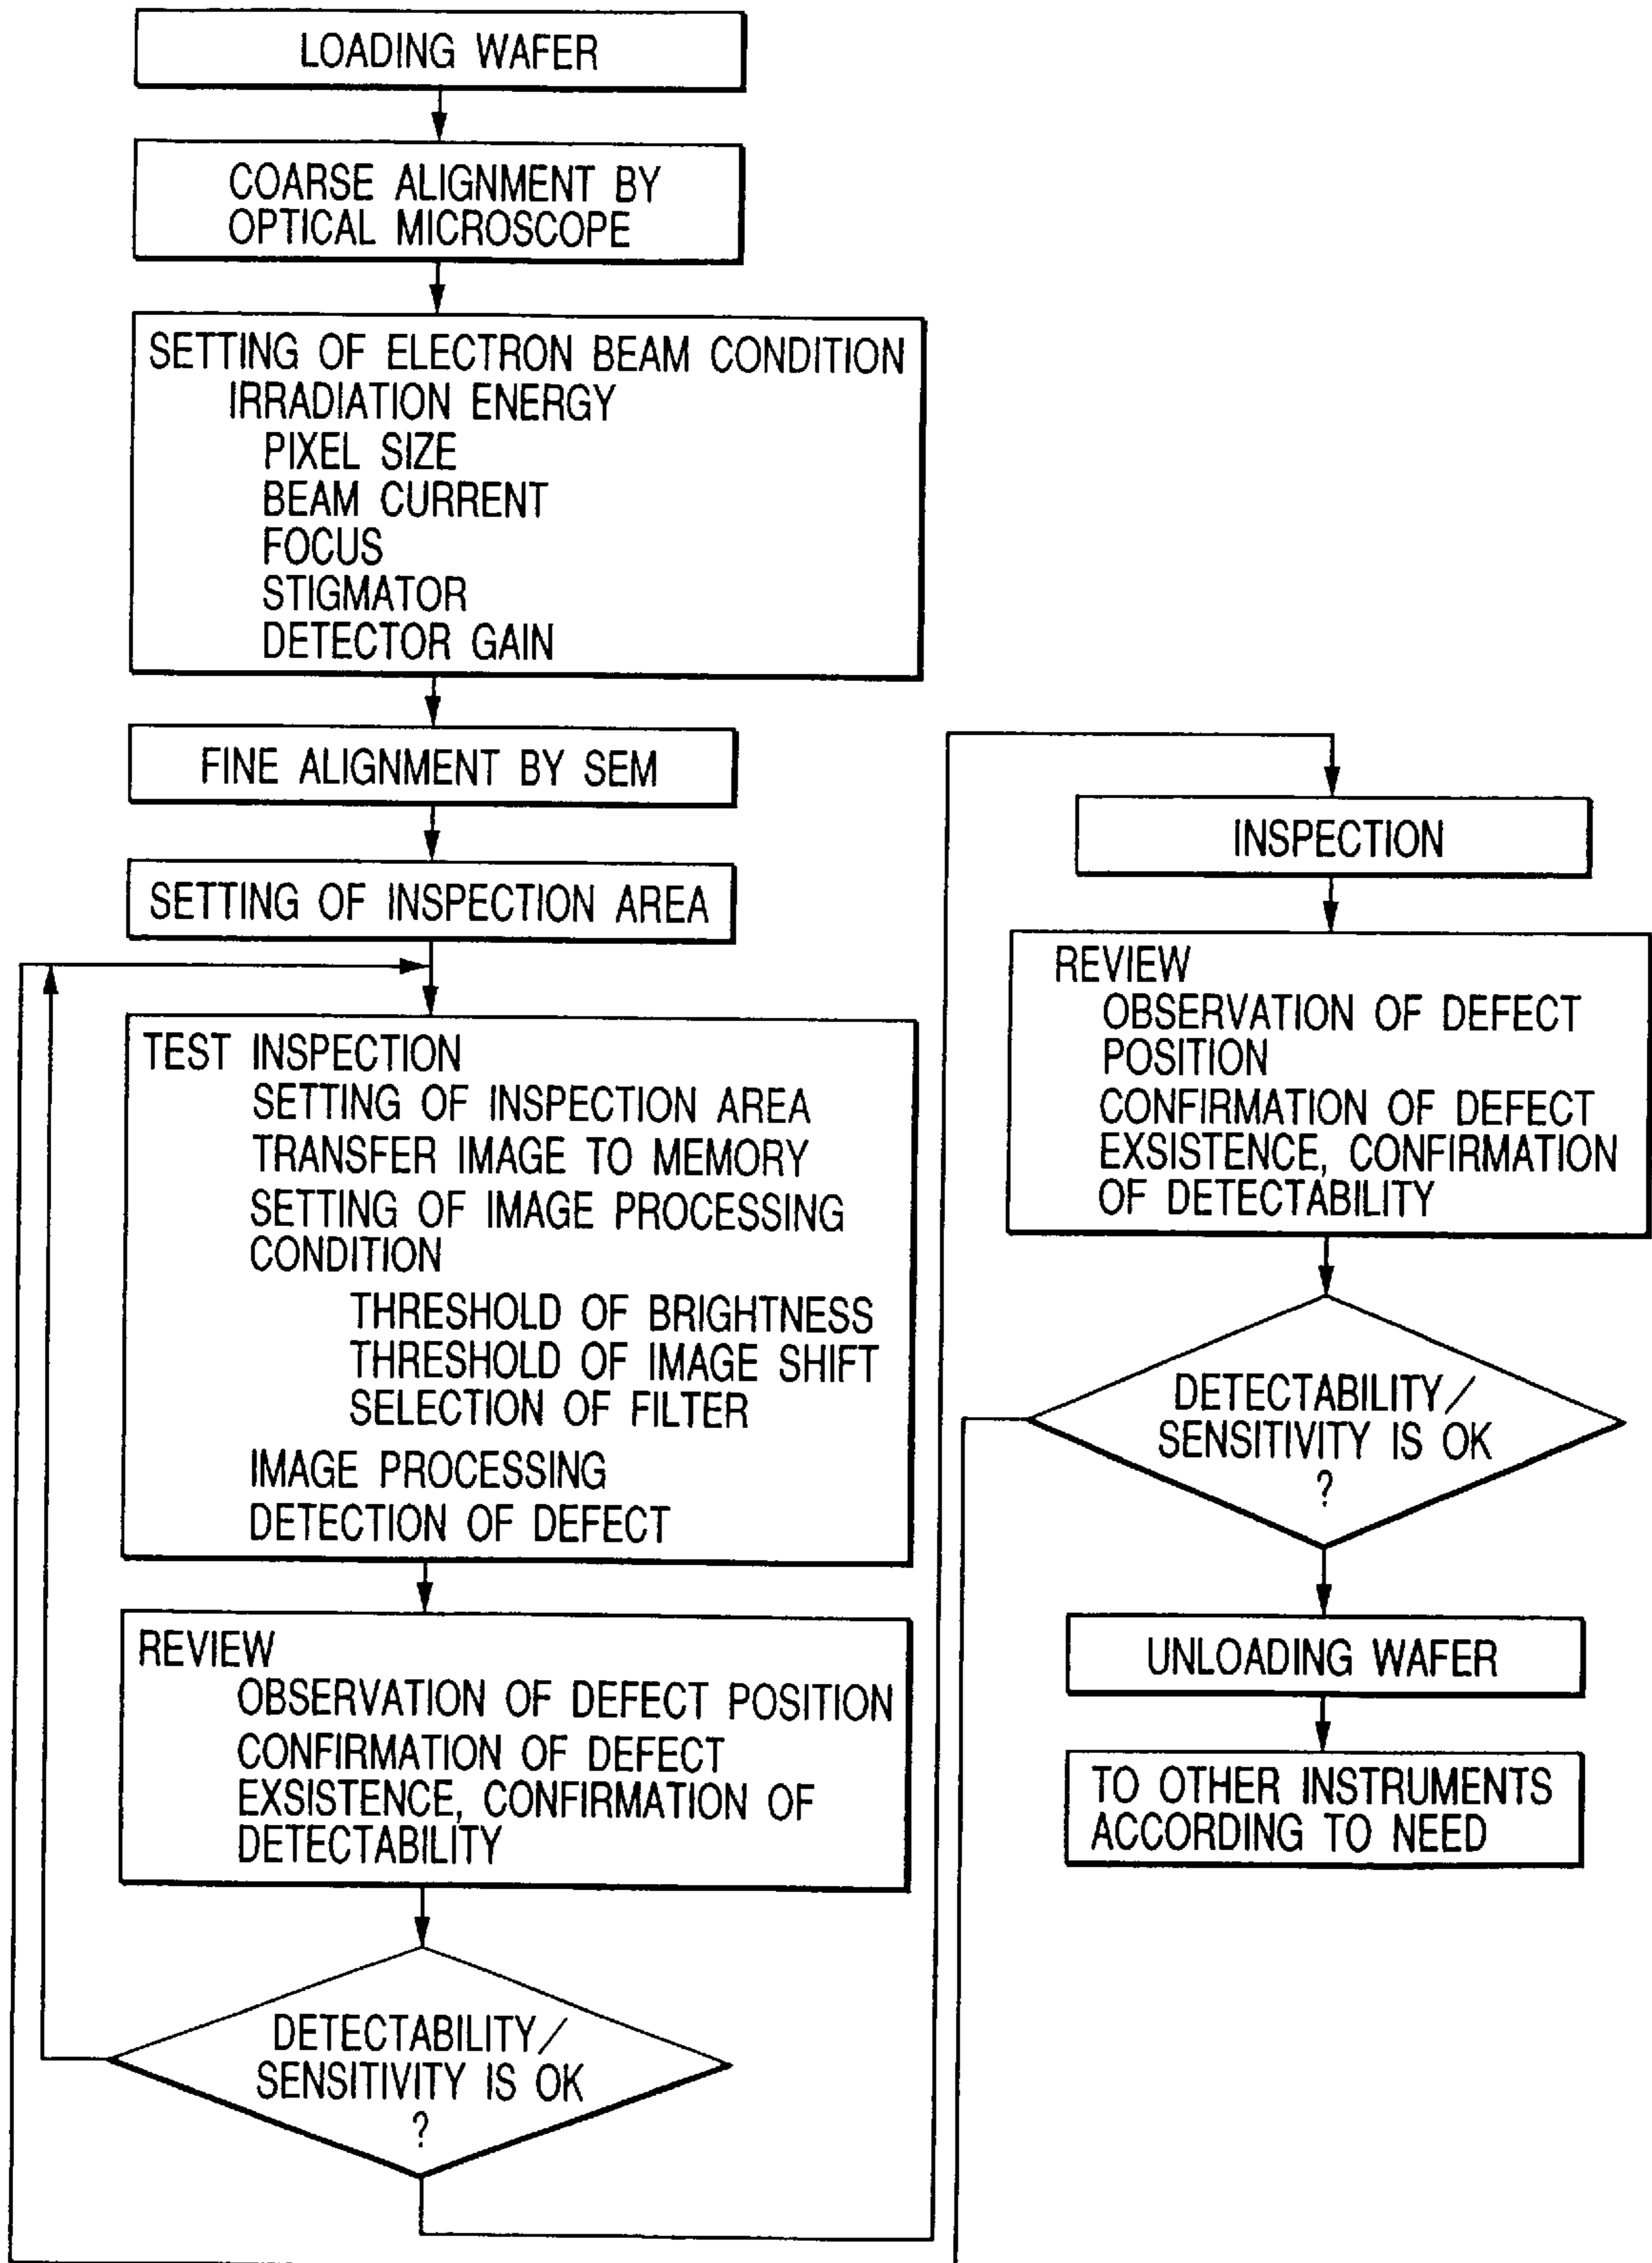 LOADING WAFER
COARSE ALIGNMENT BY
OPTICAL MICROSCOPE
SETTING OF ELECTRON BEAM CONDITION
IRRADIATION ENERGY
PIXEL SIZE
BEAM CURRENT
FOCUS
STIGMATOR
DETECTOR GAIN
FINE ALIGNMENT BY SEM
SETTING OF INSPECTION AREA
TEST INSPECTION
SETTING OF INSPECTION AREA
TRANSFER IMAGE TO MEMORY
SETTING OF IMAGE PROCESSING
CONDITION
THRESHOLD OF BRIGHTNESS
THRESHOLD OF IMAGE SHIFT
SELECTION OF FILTER
IMAGE PROCESSING
DETECTION OF DEFECT
REVIEW
OBSERVATION OF DEFECT POSITION
CONFIRMATION OF DEFECT
EXSISTENCE, CONFIRMATION OF
DETECTABILITY
DETECTABILITY/
SENSITIVITY IS OK
?
INSPECTION
REVIEW
OBSERVATION OF DEFECT
POSITION
CONFIRMATION OF DEFECT
EXSISTENCE, CONFIRMATION
OF DETECTABILITY
DETECTABILITY/
SENSITIVITY IS OK
?
UNLOADING WAFER
TO OTHER INSTRUMENTS
ACCORDING TO NEED